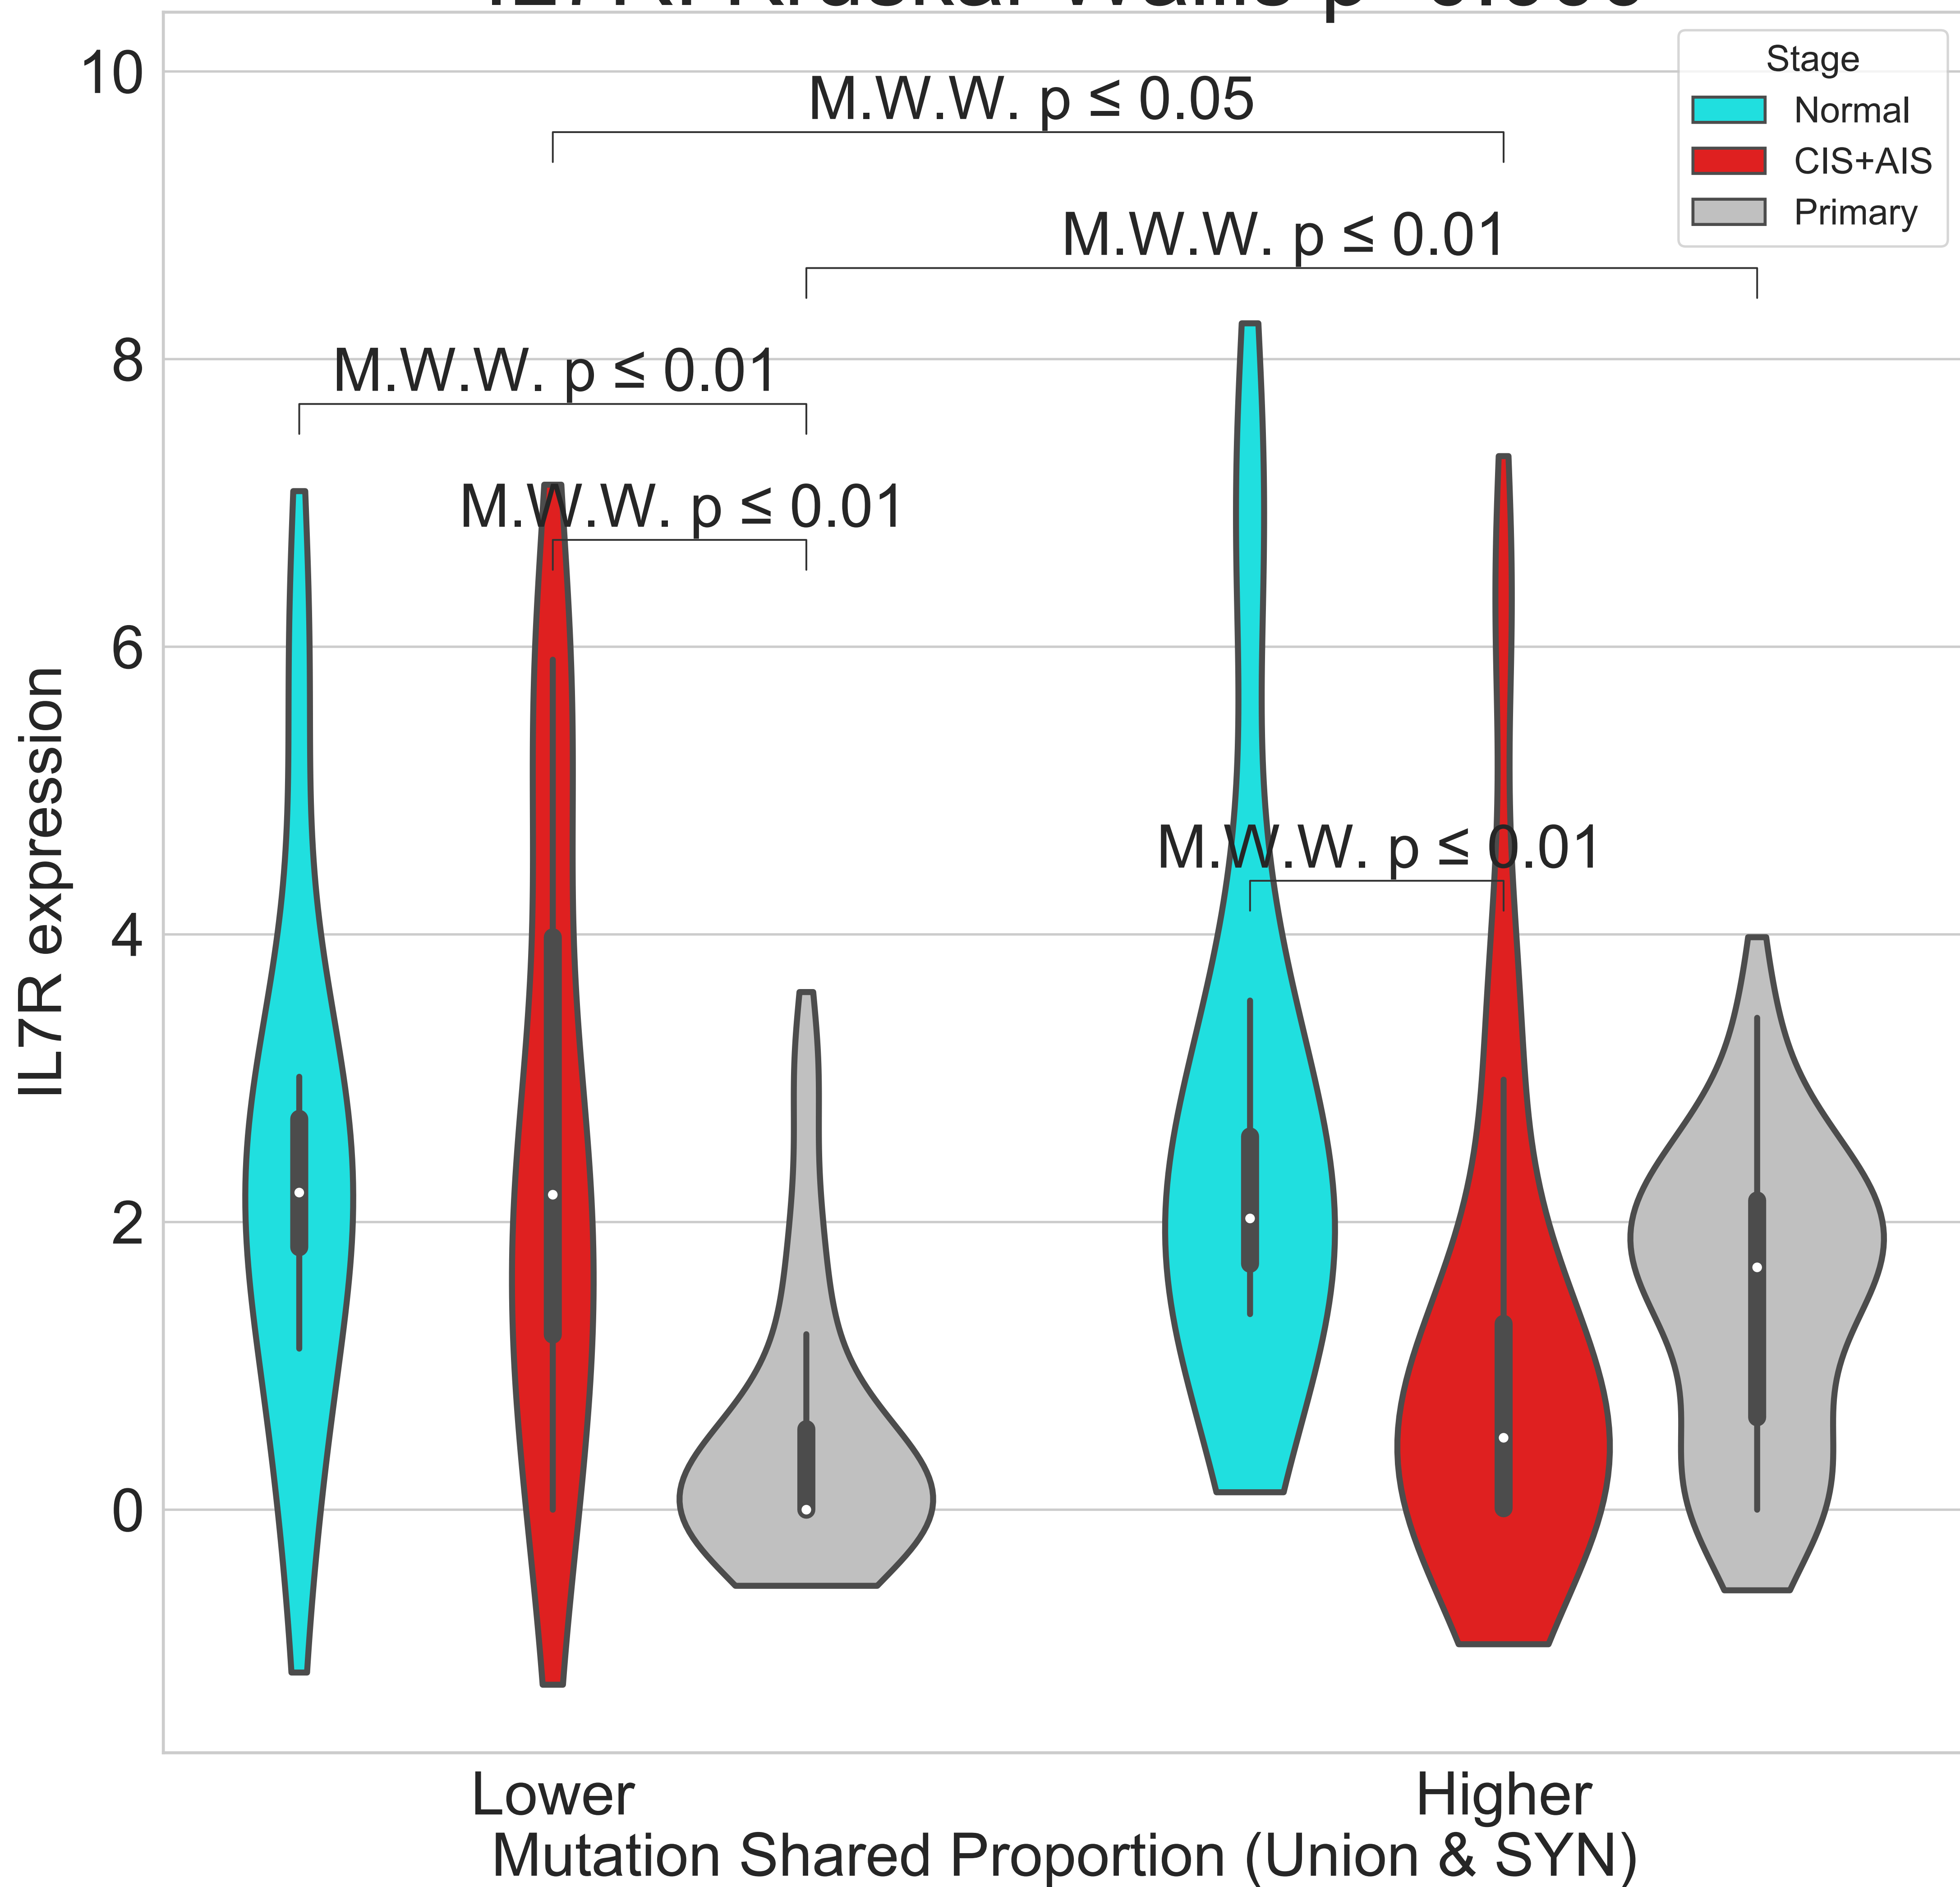 10
8
6
4
2
0
IL7R expression
M.W.W. p ≤ 0.05
M.W.W. p ≤ 0.01
M.W.W. p ≤ 0.01
M.W.W. p ≤ 0.01
M.W.W. p ≤ 0.01
Stage
Normal
CIS+AIS
Primary
Lower
Higher
Mutation Shared Proportion (Union & SYN)